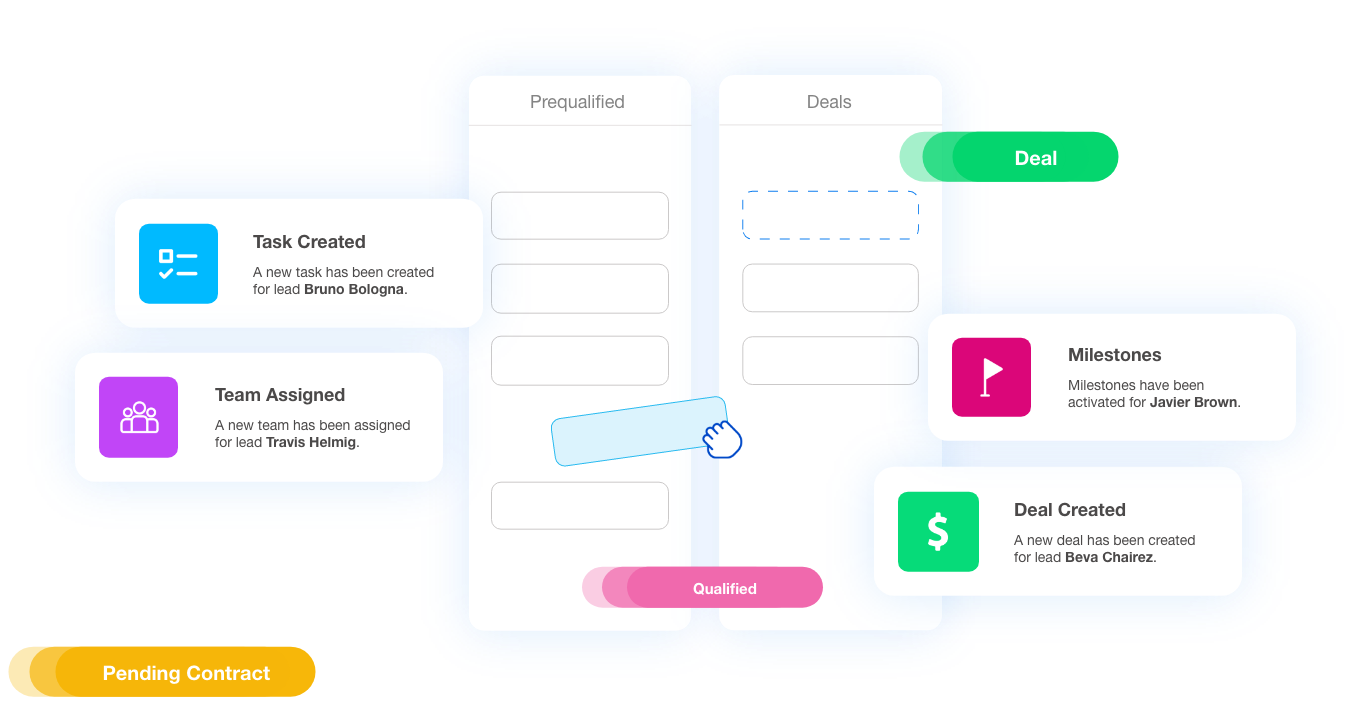 Prequalified
Deals
Deal
Task Created
A new task has been created
for lead Bruno Bologna.
Team Assigned
A new team has been assigned
for lead Travis Helmig.
Milestones
Milestones have been
activated for Javier Brown.
$
Deal Created
A new deal has been created
for lead Beva Chairez.
Qualified
Pending Contract